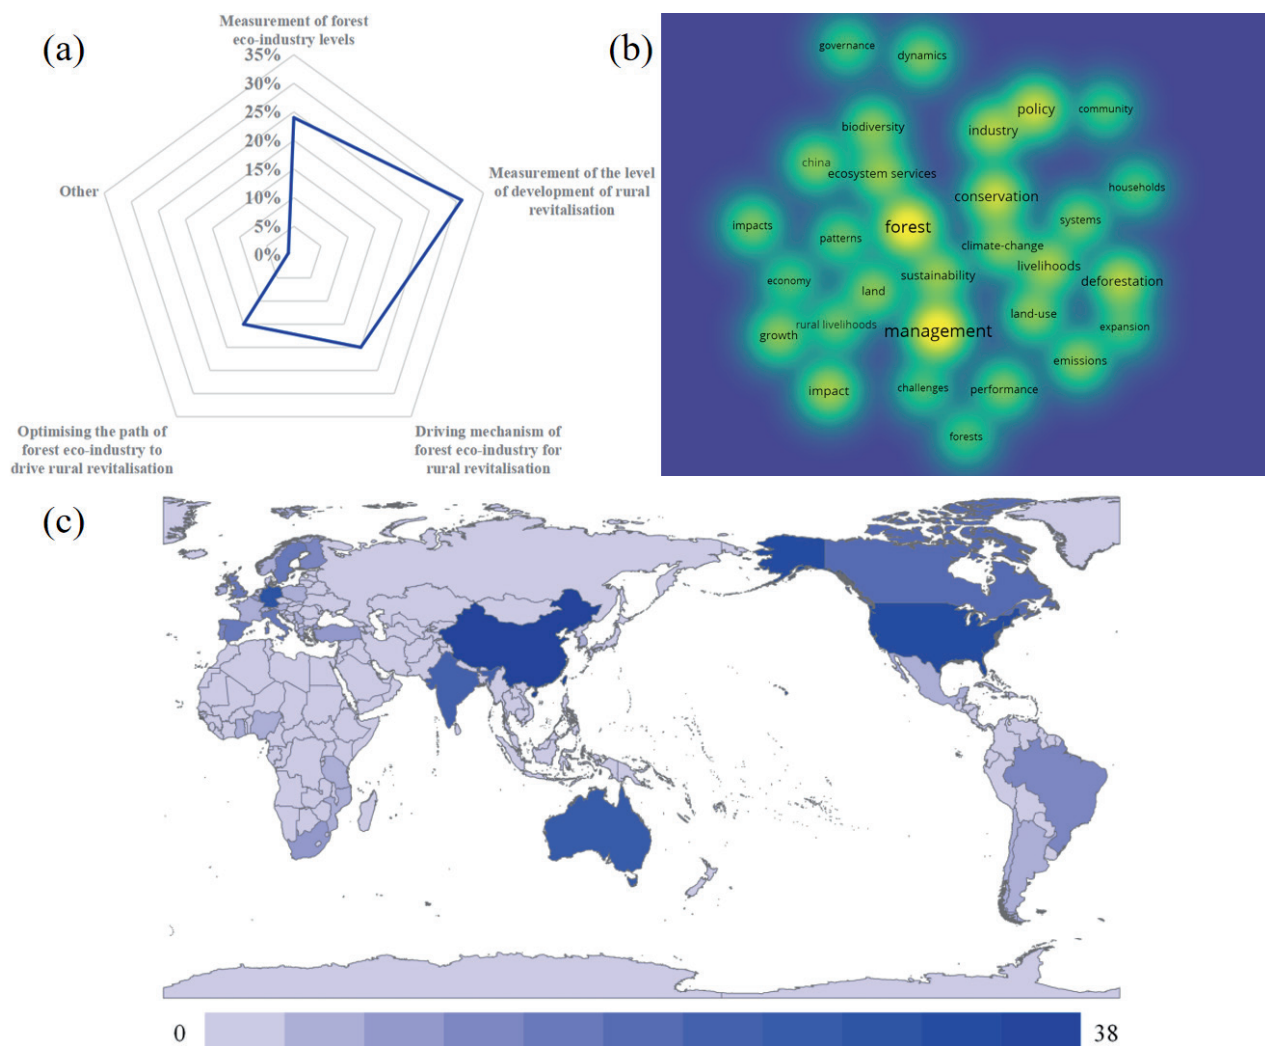 (a)
Measurement of forest
eco-industry levels
35%
30%
25%
20%
15%
10%
5%
0%
Measurement of the level
of development of rural
revitalisation
Driving mechanism of
forest eco-industry for
rural revitalisation
Optimising the path of
forest eco-industry to
drive rural revitalisation
Other
(b)
governance
dynamics
policy
community
industry
biodiversity
china
ecosystem services
households
conservation
systems
forest
impacts
patterns
climate-change
livelihoods
sustainability
economy
land
deforestation
land-use
rural livelihoods
expansion
management
growth
emissions
impact
challenges
performance
forests
(c)
0
38